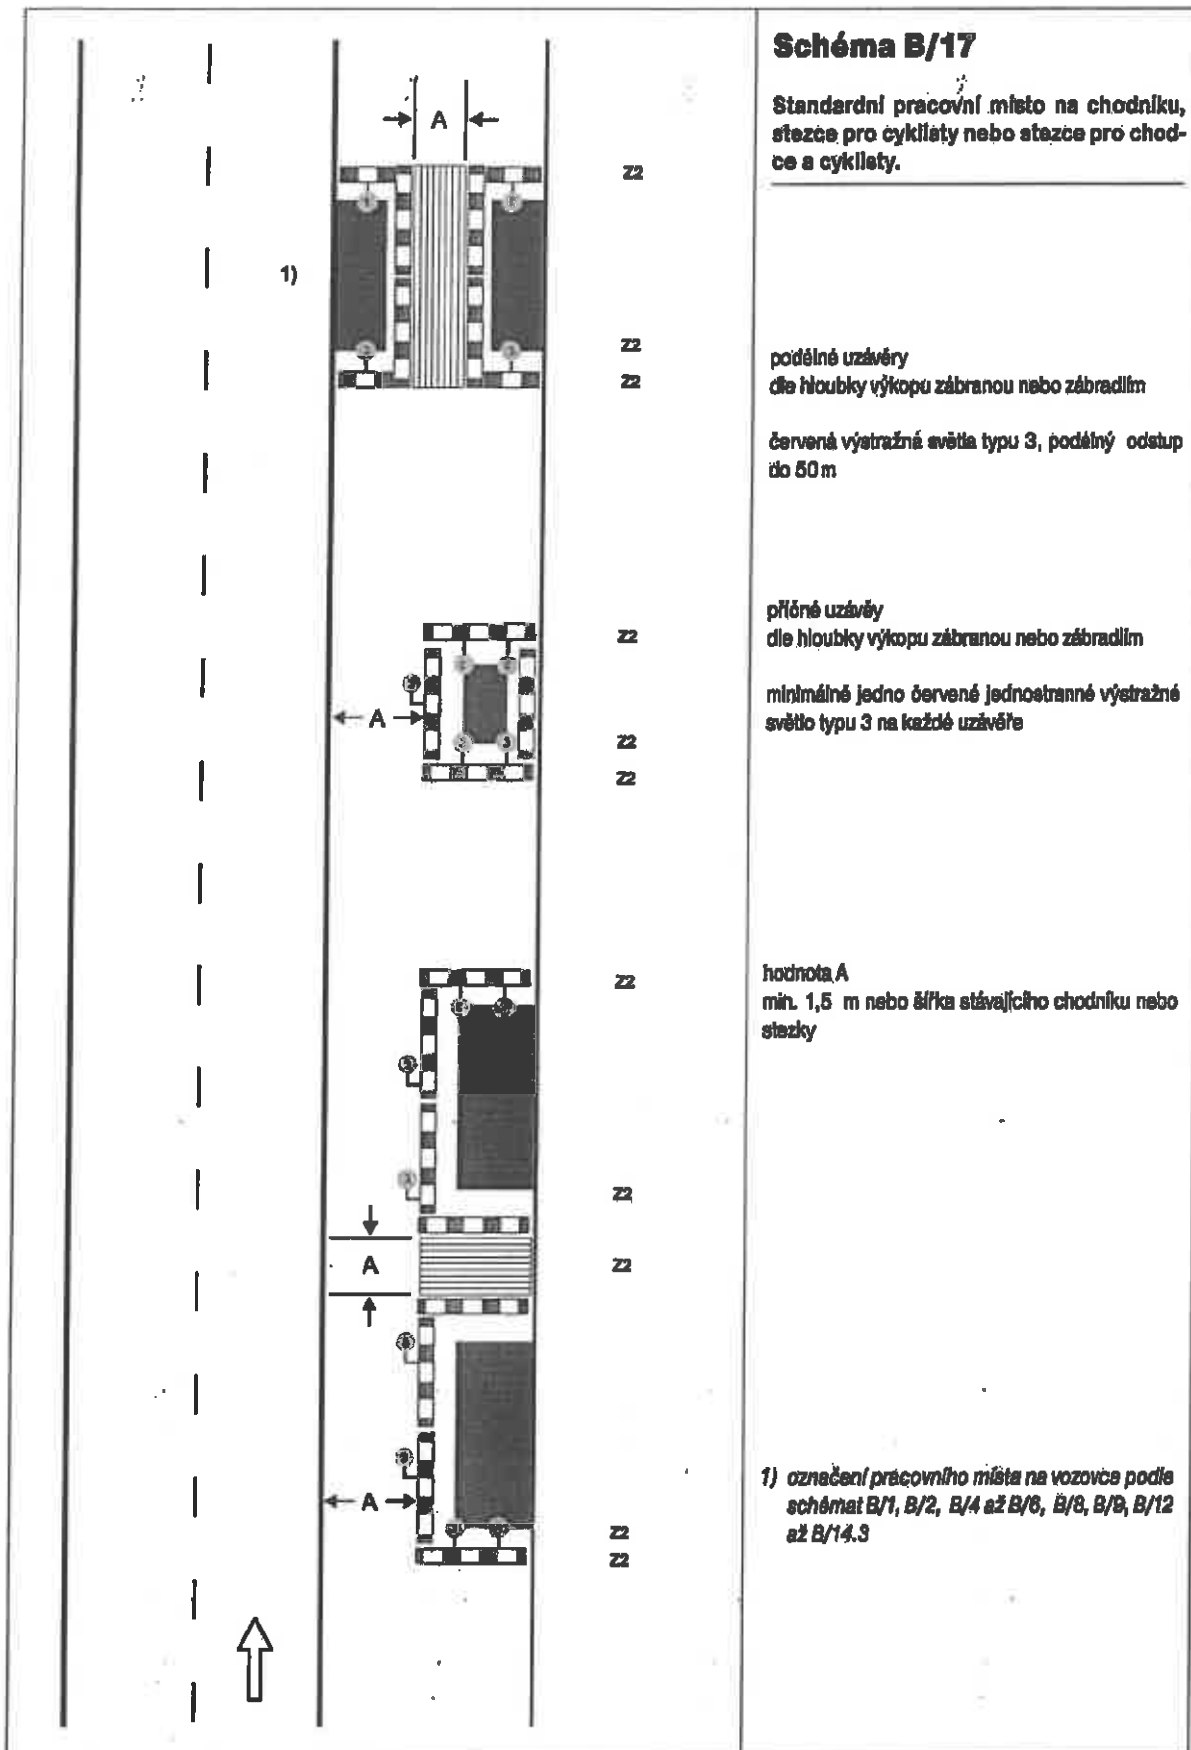 Schéma B/17
Standardní pracovní místo na chodníku,
stezce pro cyklisty nebo stezce pro chod-
ce a cyklisty.
A
Z2
1)
Z2
Z2
podélné uzávěry
dle hloubky výkopu zábranou nebo zábradlím
červená výstražná světla typu 3, podélný odstup
do 50 m
příčné uzávěy
dle hloubky výkopu zábranou nebo zábradlím
Z2
minimálně jedno červené jednostranné výstražné
světlo typu 3 na každé uzávěře
A
3
Z2
Z2
Z2
hodnota A
min. 1,5 m nebo šířka stávajícího chodníku nebo
stezky
Z2
A
Z2
A
1) označení pracovního místa na vozovce podle
schémat B/1, B/2, B/4 až B/6, B/8, B/9, B/12
až B/14.3
Z2
Z2